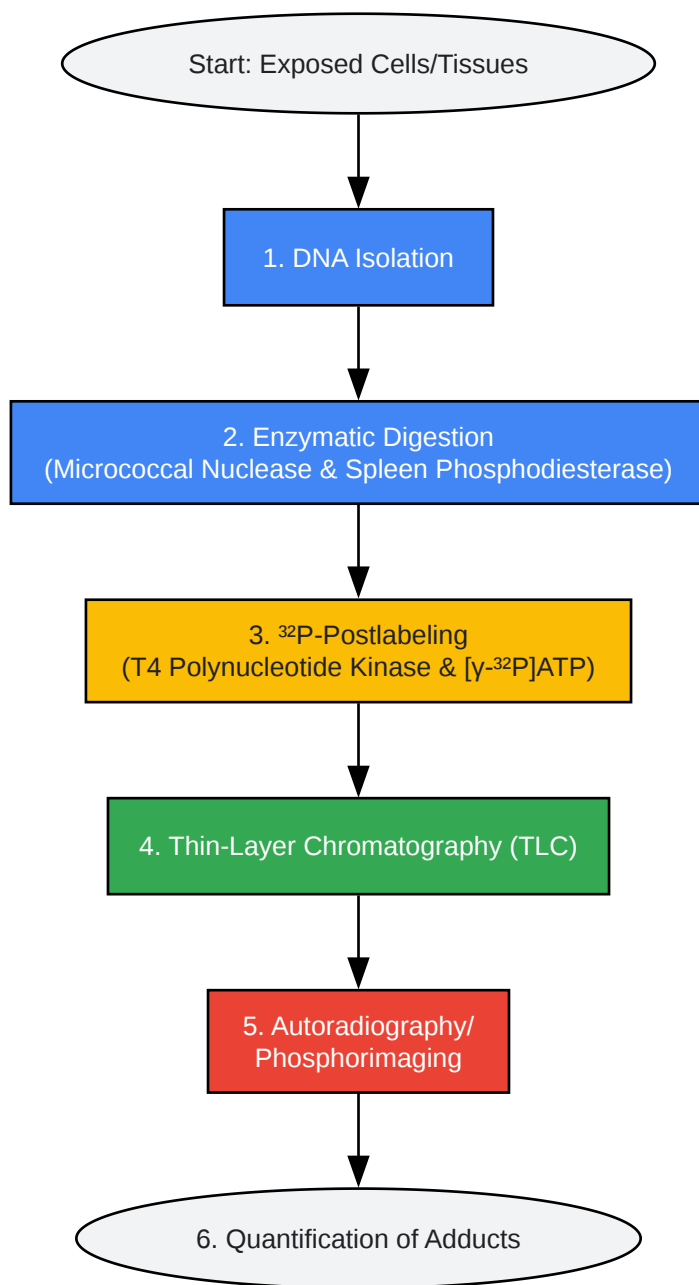 Start: Exposed Cells/Tissues
1. DNA Isolation
2. Enzymatic Digestion
(Micrococcal Nuclease & Spleen Phosphodiesterase)
3. ³²P-Postlabeling
(T4 Polynucleotide Kinase & [γ-³²P]ATP)
4. Thin-Layer Chromatography (TLC)
5. Autoradiography/
Phosphorimaging
6. Quantification of Adducts